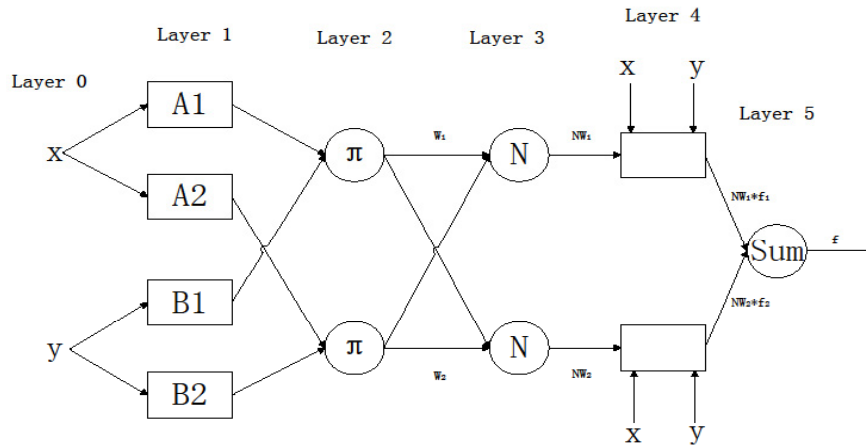 Layer 0
Layer 1
Layer 2
Layer 3
Layer 4
Layer 5
x
y
A1
A2
B1
B2
π
π
W₁
W₂
N
N
NW₁
NW₂
x y
x y
NW₁*f₁
NW₂*f₂
Sum
f